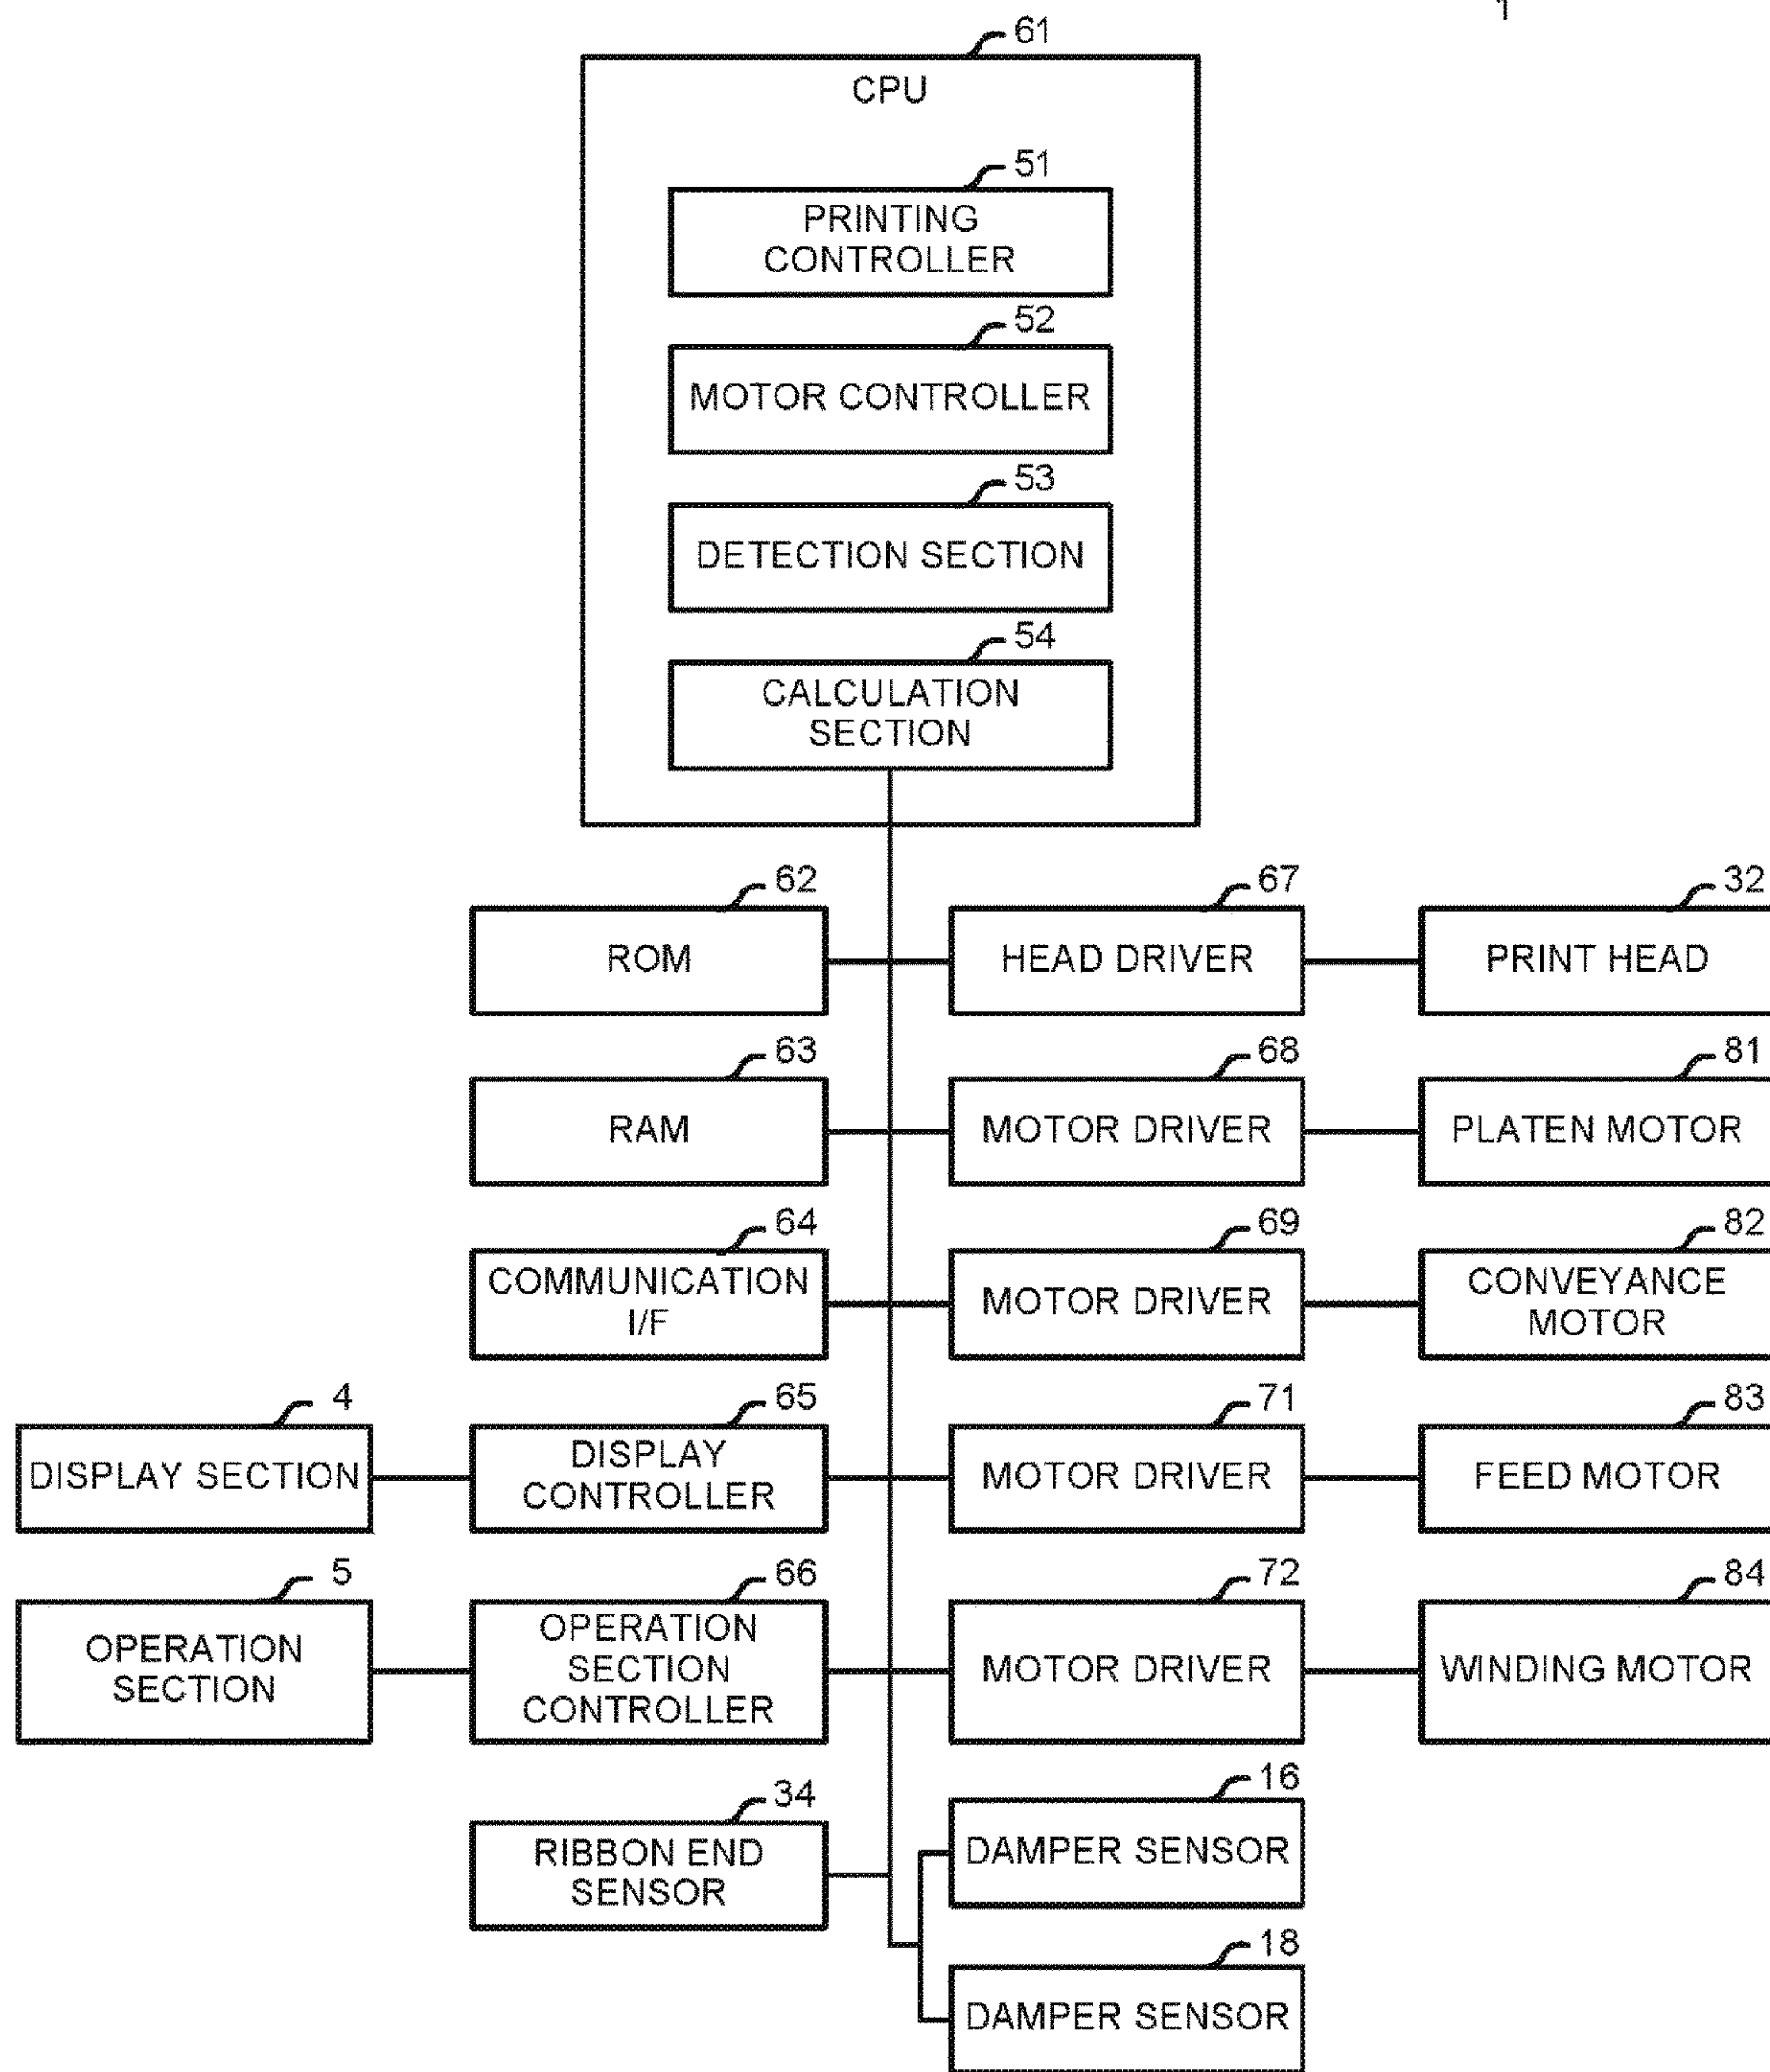 1
61
CPU
51
PRINTING
CONTROLLER
52
MOTOR CONTROLLER
53
DETECTION SECTION
54
CALCULATION
SECTION
62
ROM
67
HEAD DRIVER
32
PRINT HEAD
63
RAM
68
MOTOR DRIVER
81
PLATEN MOTOR
64
COMMUNICATION
I/F
69
MOTOR DRIVER
82
CONVEYANCE
MOTOR
4
DISPLAY SECTION
65
DISPLAY
CONTROLLER
71
MOTOR DRIVER
83
FEED MOTOR
5
OPERATION
SECTION
66
OPERATION
SECTION
CONTROLLER
72
MOTOR DRIVER
84
WINDING MOTOR
34
RIBBON END
SENSOR
16
DAMPER SENSOR
18
DAMPER SENSOR